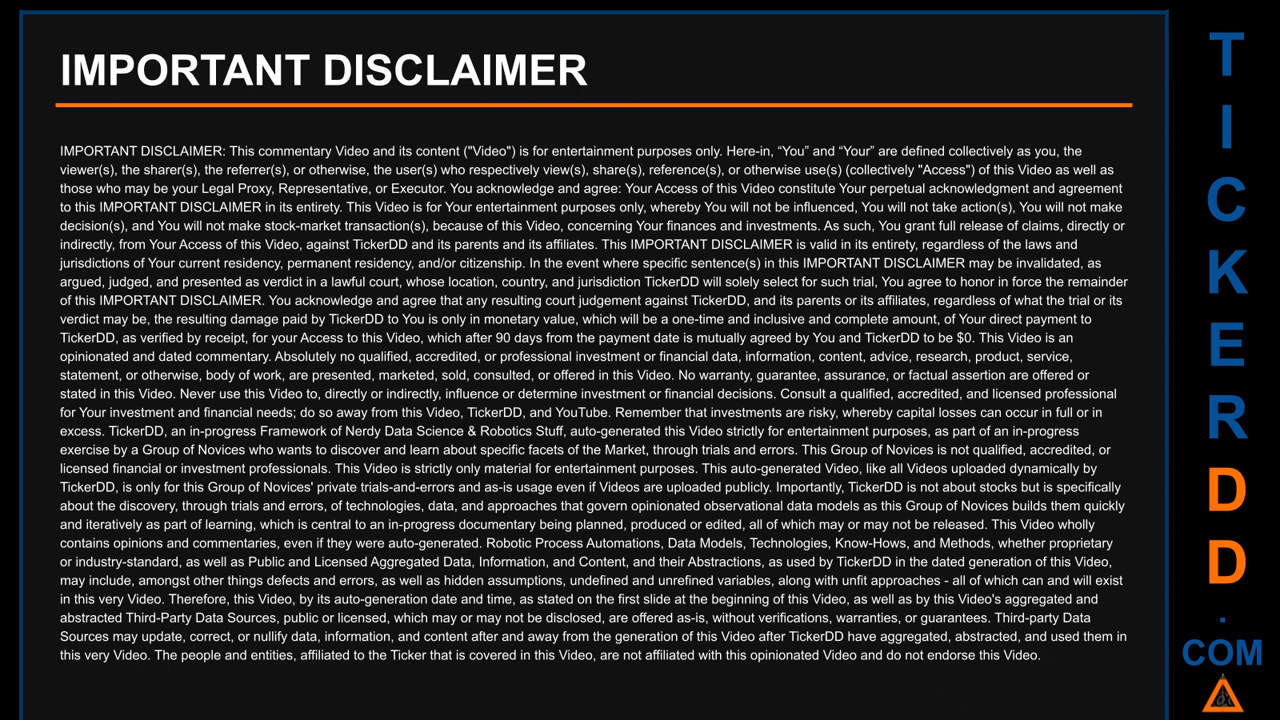 IMPORTANT DISCLAIMER
IMPORTANT DISCLAIMER: This commentary Video and its content ("Video") is for entertainment purposes only. Here-in, “You” and “Your” are defined collectively as you, the
viewer(s), the sharer(s), the referrer(s), or otherwise, the user(s) who respectively view(s), share(s), reference(s), or otherwise use(s) (collectively "Access") of this Video as well as
those who may be your Legal Proxy, Representative, or Executor. You acknowledge and agree: Your Access of this Video constitute Your perpetual acknowledgment and agreement
to this IMPORTANT DISCLAIMER in its entirety. This Video is for Your entertainment purposes only, whereby You will not be influenced, You will not take action(s), You will not make
decision(s), and You will not make stock-market transaction(s), because of this Video, concerning Your finances and investments. As such, You grant full release of claims, directly or
indirectly, from Your Access of this Video, against TickerDD and its parents and its affiliates. This IMPORTANT DISCLAIMER is valid in its entirety, regardless of the laws and
jurisdictions of Your current residency, permanent residency, and/or citizenship. In the event where specific sentence(s) in this IMPORTANT DISCLAIMER may be invalidated, as
argued, judged, and presented as verdict in a lawful court, whose location, country, and jurisdiction TickerDD will solely select for such trial, You agree to honor in force the remainder
of this IMPORTANT DISCLAIMER. You acknowledge and agree that any resulting court judgement against TickerDD, and its parents or its affiliates, regardless of what the trial or its
verdict may be, the resulting damage paid by TickerDD to You is only in monetary value, which will be a one-time and inclusive and complete amount, of Your direct payment to
TickerDD, as verified by receipt, for your Access to this Video, which after 90 days from the payment date is mutually agreed by You and TickerDD to be $0. This Video is an
opinionated and dated commentary. Absolutely no qualified, accredited, or professional investment or financial data, information, content, advice, research, product, service,
statement, or otherwise, body of work, are presented, marketed, sold, consulted, or offered in this Video. No warranty, guarantee, assurance, or factual assertion are offered or
stated in this Video. Never use this Video to, directly or indirectly, influence or determine investment or financial decisions. Consult a qualified, accredited, and licensed professional
for Your investment and financial needs; do so away from this Video, TickerDD, and YouTube. Remember that investments are risky, whereby capital losses can occur in full or in
excess. TickerDD, an in-progress Framework of Nerdy Data Science & Robotics Stuff, auto-generated this Video strictly for entertainment purposes, as part of an in-progress
exercise by a Group of Novices who wants to discover and learn about specific facets of the Market, through trials and errors. This Group of Novices is not qualified, accredited, or
licensed financial or investment professionals. This Video is strictly only material for entertainment purposes. This auto-generated Video, like all Videos uploaded dynamically by
TickerDD, is only for this Group of Novices' private trials-and-errors and as-is usage even if Videos are uploaded publicly. Importantly, TickerDD is not about stocks but is specifically
about the discovery, through trials and errors, of technologies, data, and approaches that govern opinionated observational data models as this Group of Novices builds them quickly
and iteratively as part of learning, which is central to an in-progress documentary being planned, produced or edited, all of which may or may not be released. This Video wholly
contains opinions and commentaries, even if they were auto-generated. Robotic Process Automations, Data Models, Technologies, Know-Hows, and Methods, whether proprietary
or industry-standard, as well as Public and Licensed Aggregated Data, Information, and Content, and their Abstractions, as used by TickerDD in the dated generation of this Video,
may include, amongst other things defects and errors, as well as hidden assumptions, undefined and unrefined variables, along with unfit approaches - all of which can and will exist
in this very Video. Therefore, this Video, by its auto-generation date and time, as stated on the first slide at the beginning of this Video, as well as by this Video's aggregated and
abstracted Third-Party Data Sources, public or licensed, which may or may not be disclosed, are offered as-is, without verifications, warranties, or guarantees. Third-party Data
Sources may update, correct, or nullify data, information, and content after and away from the generation of this Video after TickerDD have aggregated, abstracted, and used them in
this very Video. The people and entities, affiliated to the Ticker that is covered in this Video, are not affiliated with this opinionated Video and do not endorse this Video.
T
I
C
K
E
R
D
D
.
COM